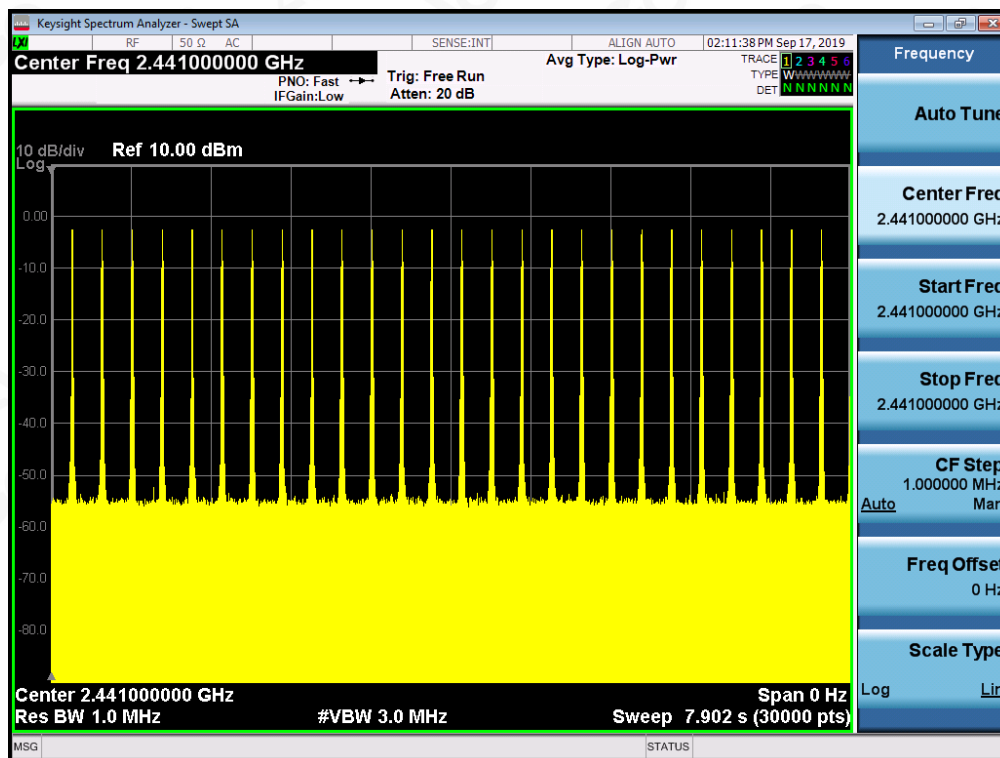 Keysight Spectrum Analyzer - Swept SA
LXI RF 50 Ω AC SENSE:INT ALIGN AUTO 02:11:38 PM Sep 17, 2019
Center Freq 2.441000000 GHz
PNO: Fast
IFGain:Low
Trig: Free Run
Atten: 20 dB
Avg Type: Log-Pwr
TRACE 1 2 3 4 5 6
TYPE WWWWWW
DET N N N N N N
10 dB/div
Log
Ref 10.00 dBm
0.00
-10.0
-20.0
-30.0
-40.0
-50.0
-60.0
-70.0
-80.0
Center 2.441000000 GHz
Span 0 Hz
Res BW 1.0 MHz
#VBW 3.0 MHz
Sweep 7.902 s (30000 pts)
MSG
STATUS
Frequency
Auto Tune
Center Freq
2.441000000 GHz
Start Freq
2.441000000 GHz
Stop Freq
2.441000000 GHz
CF Step
1.000000 MHz
Auto Man
Freq Offset
0 Hz
Scale Type
Log Lin